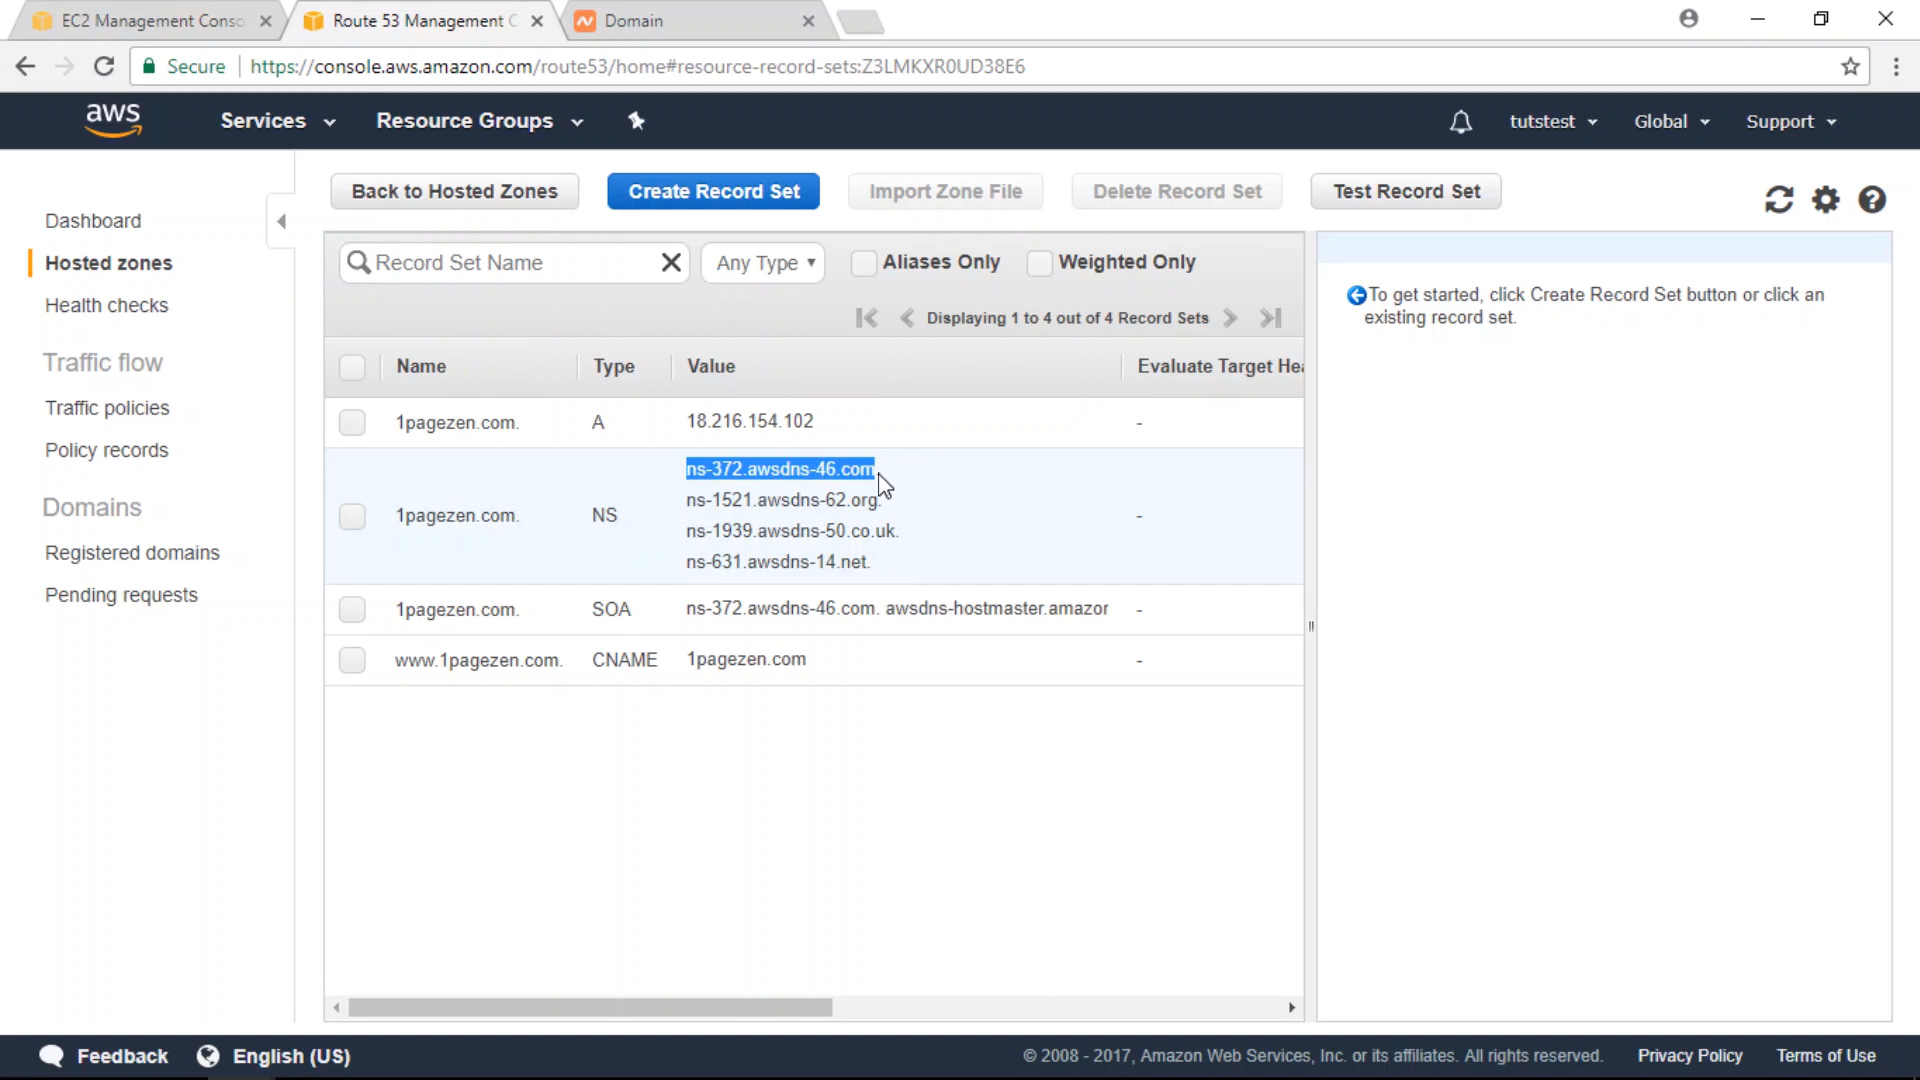 EC2 Management Conso
Route 53 Management C
Domain
Secure
https://console.aws.amazon.com/route53/home#resource-record-sets:Z3LMKXR0UD38E6
aws
Services
Resource Groups
tutstest
Global
Support
Dashboard
Hosted zones
Health checks
Traffic flow
Traffic policies
Policy records
Domains
Registered domains
Pending requests
Back to Hosted Zones
Create Record Set
Import Zone File
Delete Record Set
Test Record Set
Record Set Name
Any Type
Aliases Only
Weighted Only
Displaying 1 to 4 out of 4 Record Sets
Name Type Value Evaluate Target Hea
1pagezen.com. A 18.216.154.102 -
1pagezen.com. NS -
ns-372.awsdns-46.com
ns-1521.awsdns-62.org.
ns-1939.awsdns-50.co.uk.
ns-631.awsdns-14.net.
1pagezen.com. SOA ns-372.awsdns-46.com. awsdns-hostmaster.amazor -
www.1pagezen.com. CNAME 1pagezen.com -
To get started, click Create Record Set button or click an
existing record set.
Feedback
English (US)
© 2008 - 2017, Amazon Web Services, Inc. or its affiliates. All rights reserved.
Privacy Policy
Terms of Use